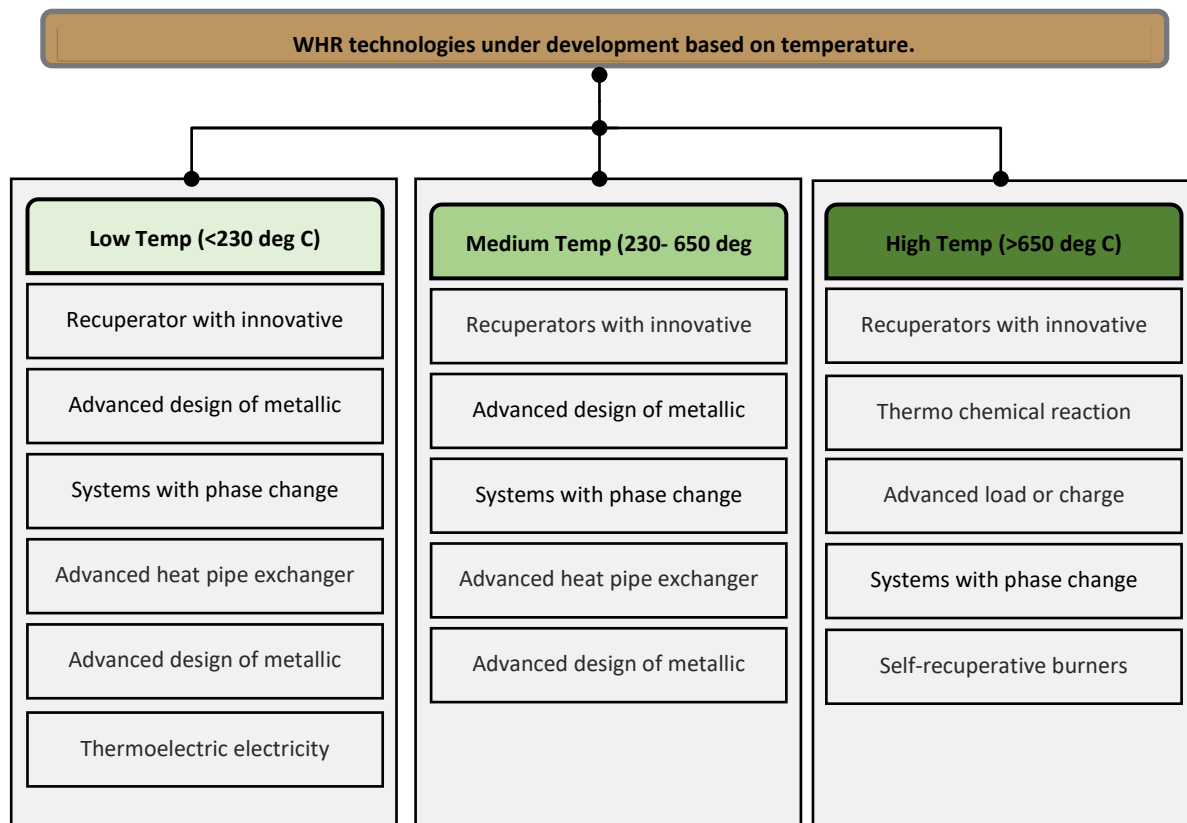 WHR technologies under development based on temperature.
Low Temp (<230 deg C)
Recuperator with innovative
Advanced design of metallic
Systems with phase change
Advanced heat pipe exchanger
Advanced design of metallic
Thermoelectric electricity
Medium Temp (230- 650 deg
Recuperators with innovative
Advanced design of metallic
Systems with phase change
Advanced heat pipe exchanger
Advanced design of metallic
High Temp (>650 deg C)
Recuperators with innovative
Thermo chemical reaction
Advanced load or charge
Systems with phase change
Self-recuperative burners